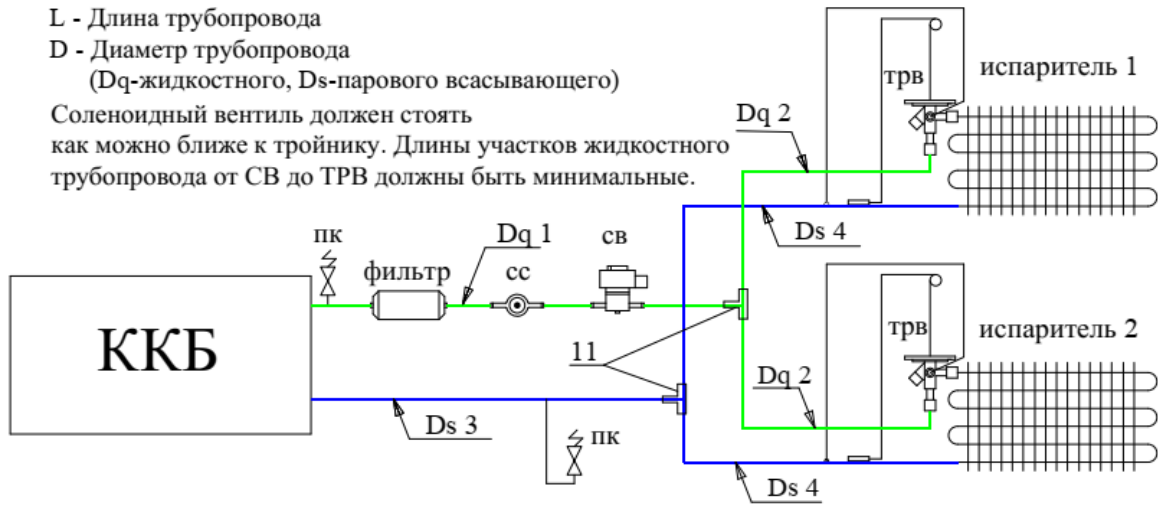 L - Длина трубопровода
D - Диаметр трубопровода
(Dq-жидкостного, Ds-парового всасывающего)
Соленоидный вентиль должен стоять
как можно ближе к тройнику. Длины участков жидкостного
трубопровода от СВ до ТРВ должны быть минимальные.
трв
испаритель 1
Dq 2
Ds 4
пк
фильтр
Dq 1
сс
св
ККБ
11
трв
испаритель 2
Dq 2
Ds 3
пк
Ds 4